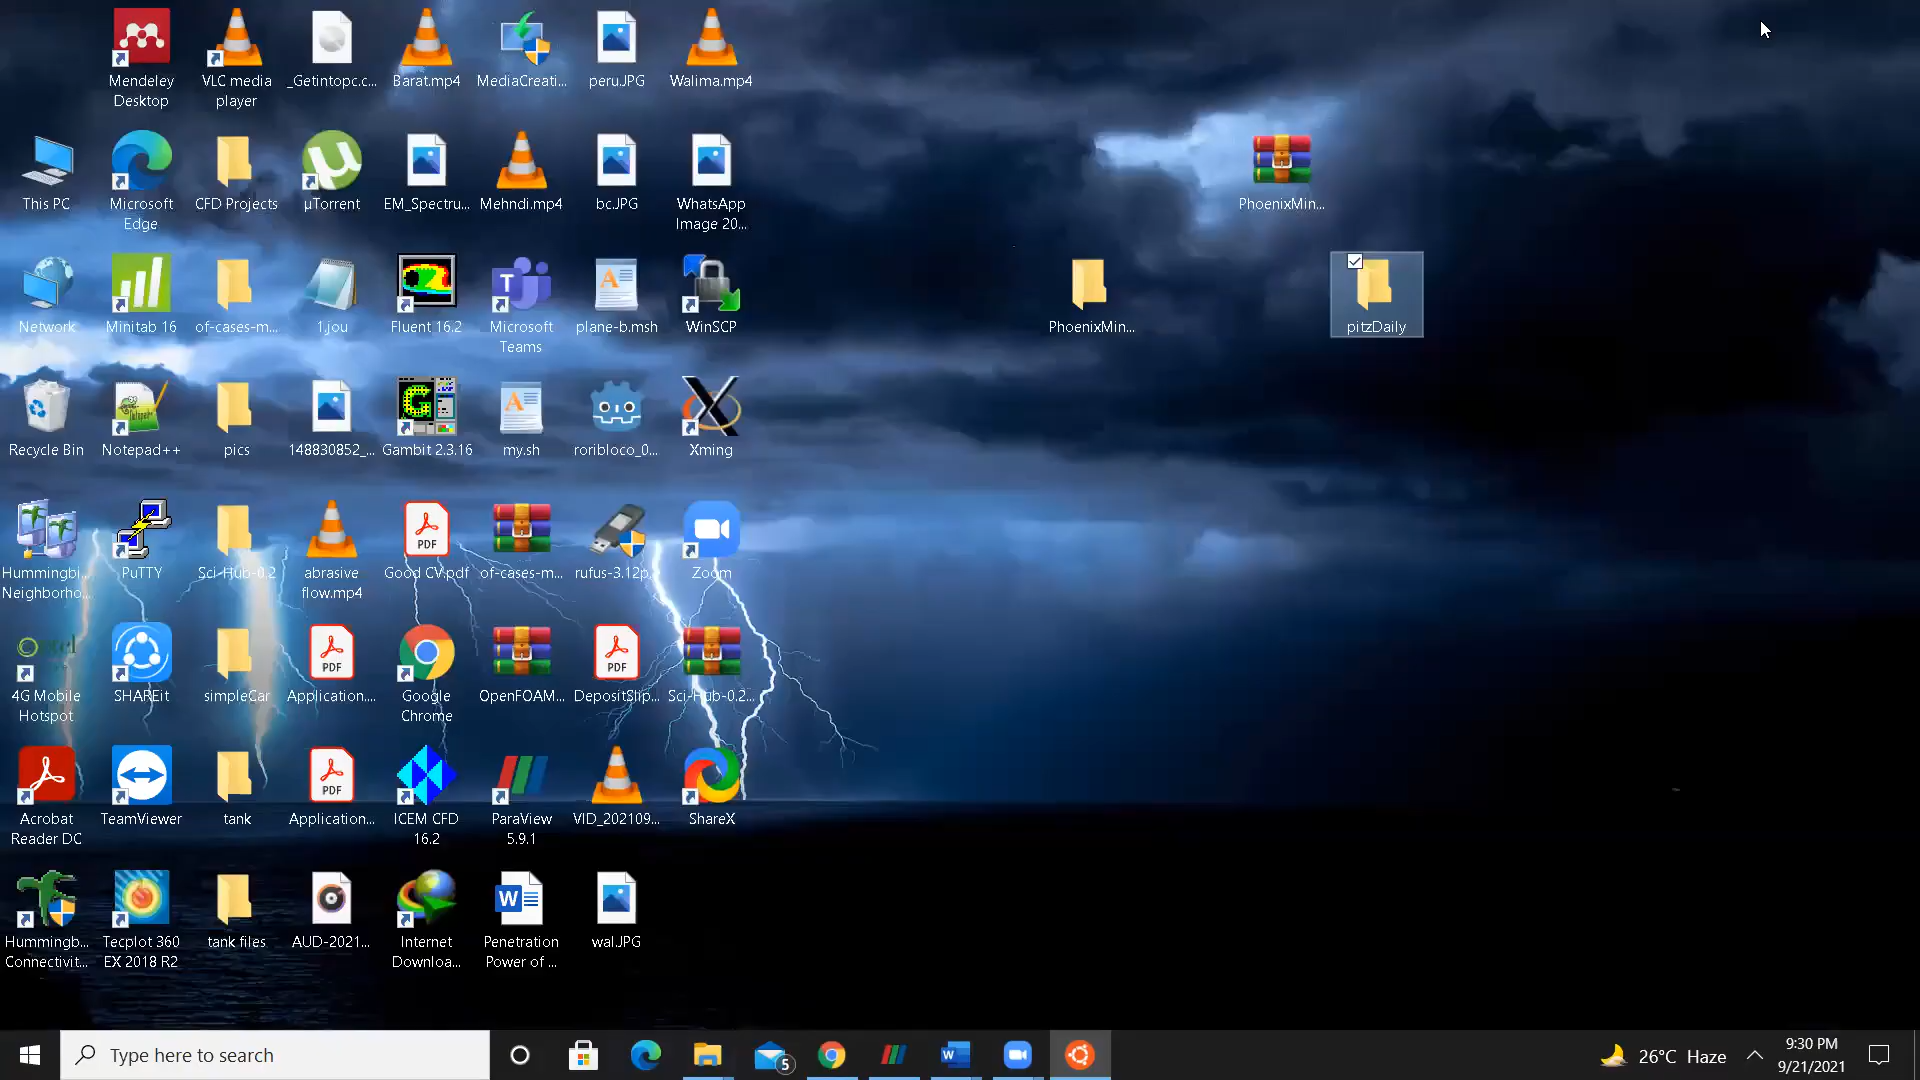 Mendeley
Desktop
VLC media
player
_Getintopc.c...
Barat.mp4
MediaCreati...
peru.JPG
Walima.mp4
This PC
Microsoft
Edge
CFD Projects
µTorrent
EM_Spectru...
Mehndi.mp4
bc.JPG
WhatsApp
Image 20...
PhoenixMin...
Network
Minitab 16
of-cases-m...
1.jou
Fluent 16.2
Microsoft
Teams
plane-b.msh
WinSCP
PhoenixMin...
pitzDaily
Recycle Bin
Notepad++
pics
148830852_...
Gambit 2.3.16
my.sh
roribloco_0...
Xming
Hummingbi...
Neighborho...
PuTTY
Sci-Hub-0.2
abrasive
flow.mp4
PDF
Good CV.pdf
of-cases-m...
rufus-3.12p...
Zoom
4G Mobile
Hotspot
SHAREit
simpleCar
PDF
Application....
Google
Chrome
OpenFOAM...
PDF
DepositSlip...
Sci-Hub-0.2...
Acrobat
Reader DC
TeamViewer
tank
PDF
Application...
ICEM CFD
16.2
ParaView
5.9.1
VID_202109...
ShareX
Hummingb...
Connectivit...
Tecplot 360
EX 2018 R2
tank files
AUD-2021...
Internet
Downloa...
Penetration
Power of ...
wal.JPG
Type here to search
5
26°C Haze
9:30 PM
9/21/2021